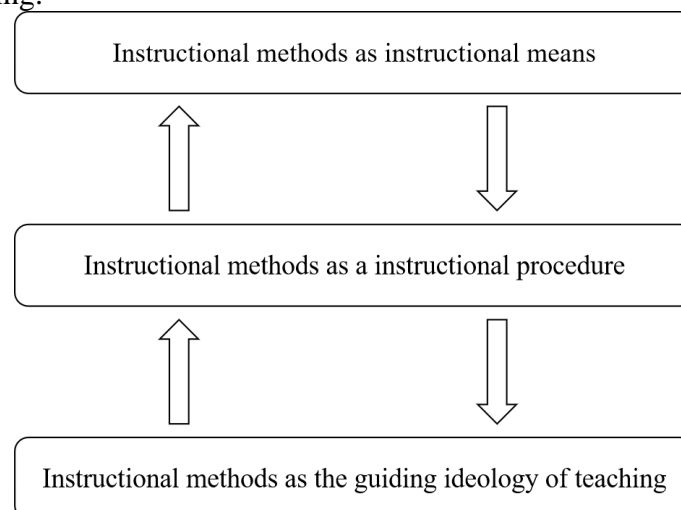 Instructional methods as instructional means
Instructional methods as a instructional procedure
Instructional methods as the guiding ideology of teaching